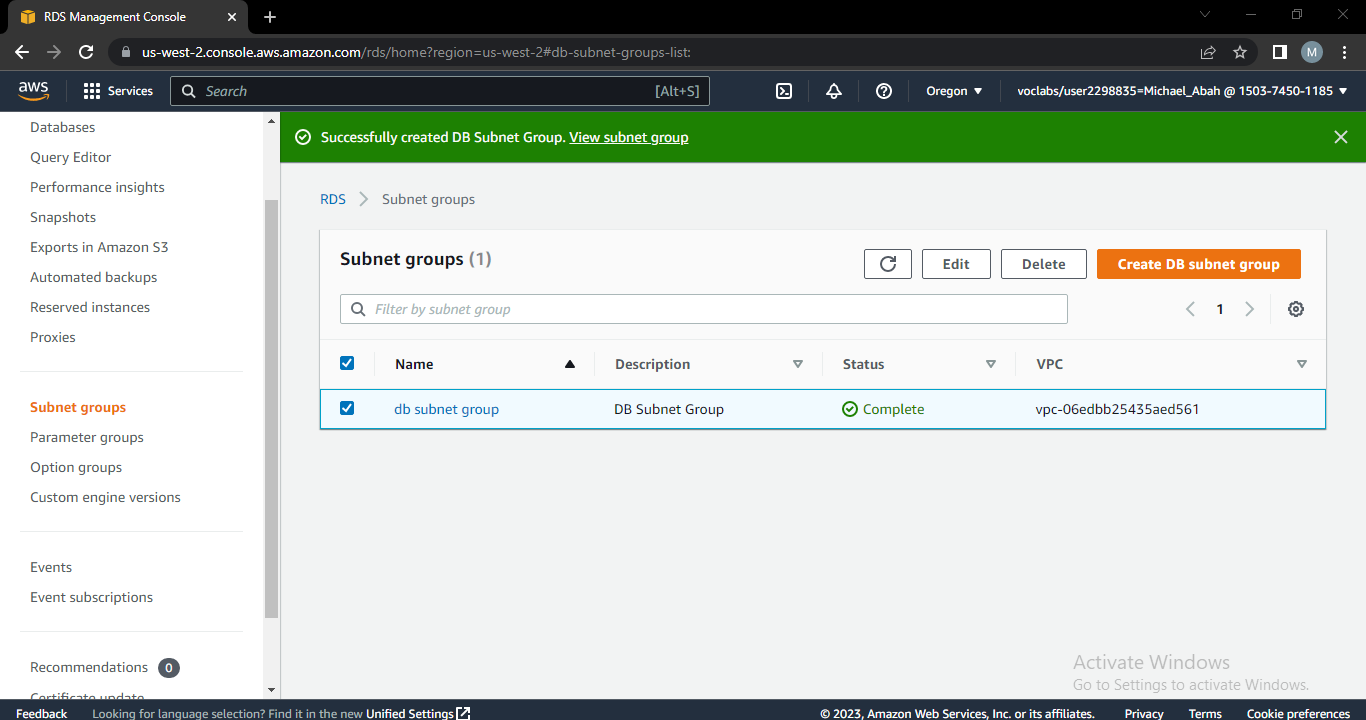 RDS Management Console
us-west-2.console.aws.amazon.com/rds/home?region=us-west-2#db-subnet-groups-list:
M
aws
Services
Search
[Alt+S]
Oregon
voclabs/user2298835=Michael_Abah @ 1503-7450-1185
Databases
Query Editor
Performance insights
Snapshots
Exports in Amazon S3
Automated backups
Reserved instances
Proxies
Subnet groups
Parameter groups
Option groups
Custom engine versions
Events
Event subscriptions
Recommendations 0
Certificate update
Successfully created DB Subnet Group. View subnet group
RDS
Subnet groups
Subnet groups (1)
Edit
Delete
Create DB subnet group
Filter by subnet group
1
Name
Description
Status
VPC
db subnet group
DB Subnet Group
Complete
vpc-06edbb25435aed561
Activate Windows
Go to Settings to activate Windows.
Feedback
Looking for language selection? Find it in the new Unified Settings
© 2023, Amazon Web Services, Inc. or its affiliates.
Privacy
Terms
Cookie preferences